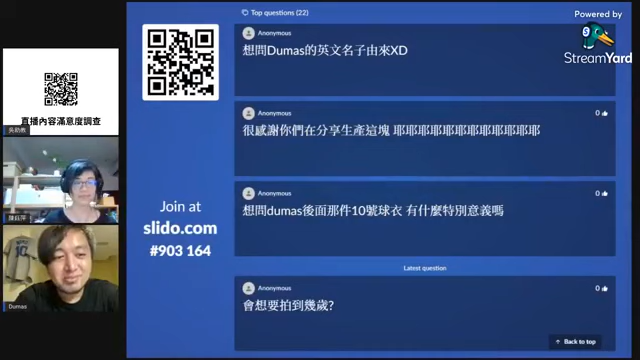 Top questions (22)
Anonymous
想問Dumas的英文名子由來XD
Powered by
StreamYard
Anonymous
0
很感謝你們在分享生產這塊 耶耶耶耶耶耶耶耶耶耶耶耶
直播內容滿意度調查
吳助教
Anonymous
0
想問dumas後面那件10號球衣 有什麼特別意義嗎
Join at
slido.com
#903 164
Latest question
Anonymous
0
會想要拍到幾歲?
Back to top
10
Dumas